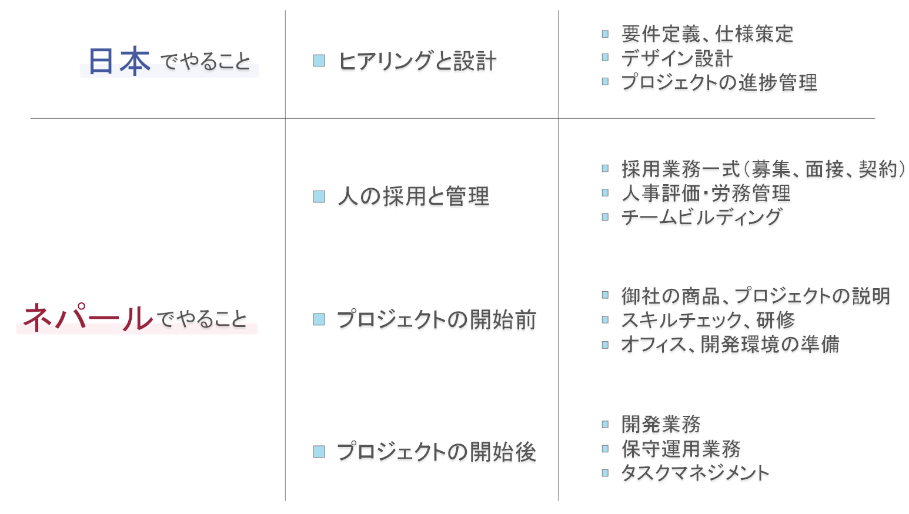 日本でやること
ヒアリングと設計
要件定義、仕様策定
デザイン設計
プロジェクトの進捗管理
ネパールでやること
人の採用と管理
採用業務一式（募集、面接、契約）
人事評価・労務管理
チームビルディング
プロジェクトの開始前
御社の商品、プロジェクトの説明
スキルチェック、研修
オフィス、開発環境の準備
プロジェクトの開始後
開発業務
保守運用業務
タスクマネジメント